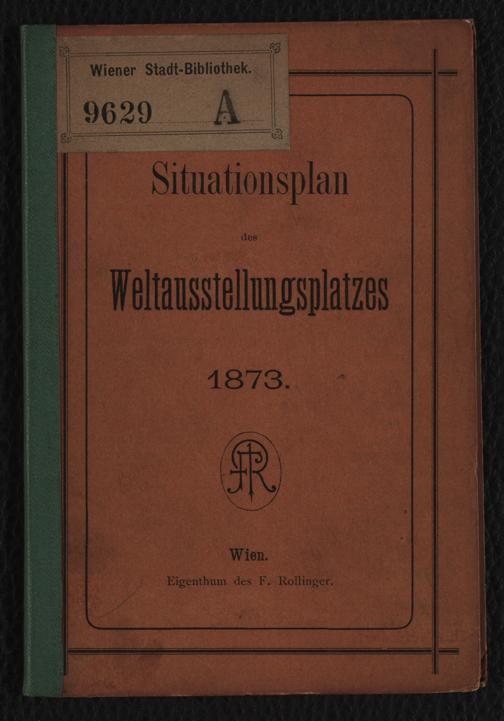 Wiener Stadt-Bibliothek.
9629 A
Situationsplan
des
Weltausstellungsplatzes
1873.
FR
Wien.
Eigenthum des F. Rollinger.